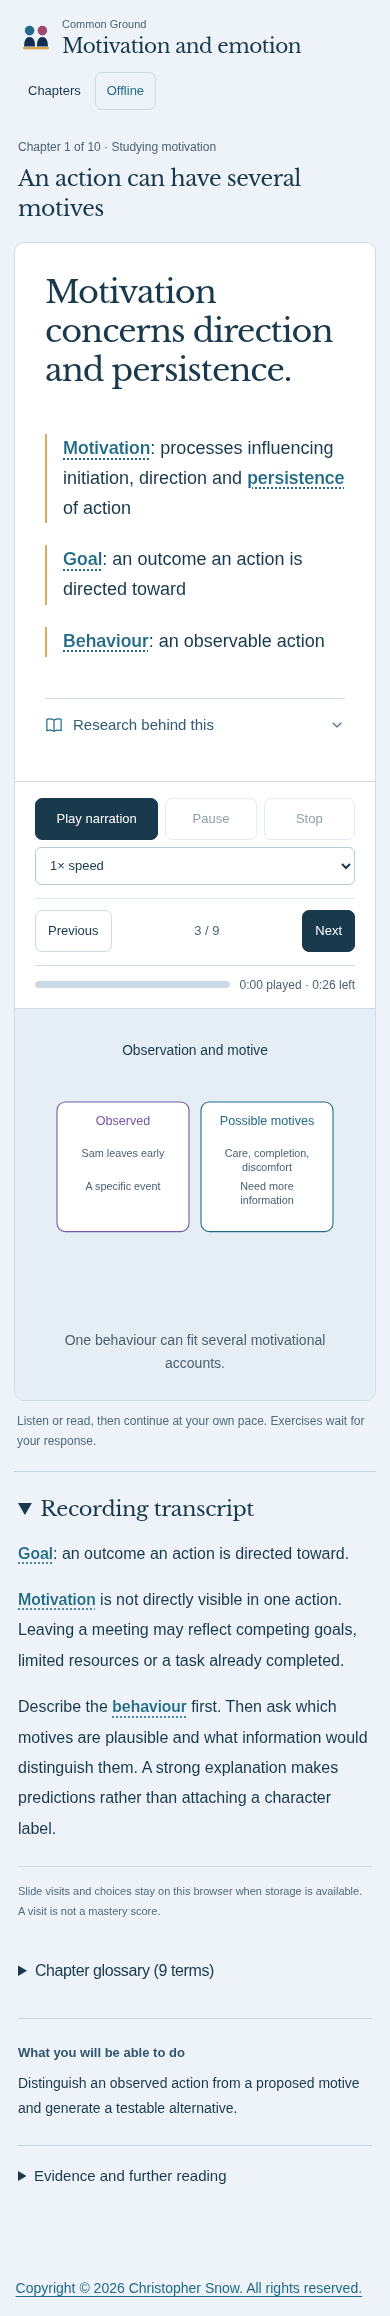 Common Ground
Motivation and emotion
Chapters
Offline
Chapter 1 of 10 · Studying motivation
An action can have several
motives
Motivation
concerns direction
and persistence.
Motivation: processes influencing
initiation, direction and persistence
of action
Goal: an outcome an action is
directed toward
Behaviour: an observable action
Research behind this
Play narration
Pause
Stop
1× speed
Previous
3 / 9
Next
0:00 played · 0:26 left
Observation and motive
Observed
Sam leaves early
A specific event
Possible motives
Care, completion,
discomfort
Need more
information
One behaviour can fit several motivational
accounts.
Listen or read, then continue at your own pace. Exercises wait for
your response.
Recording transcript
Goal: an outcome an action is directed toward.
Motivation is not directly visible in one action.
Leaving a meeting may reflect competing goals,
limited resources or a task already completed.
Describe the behaviour first. Then ask which
motives are plausible and what information would
distinguish them. A strong explanation makes
predictions rather than attaching a character
label.
Slide visits and choices stay on this browser when storage is available.
A visit is not a mastery score.
Chapter glossary (9 terms)
What you will be able to do
Distinguish an observed action from a proposed motive
and generate a testable alternative.
Evidence and further reading
Copyright © 2026 Christopher Snow. All rights reserved.